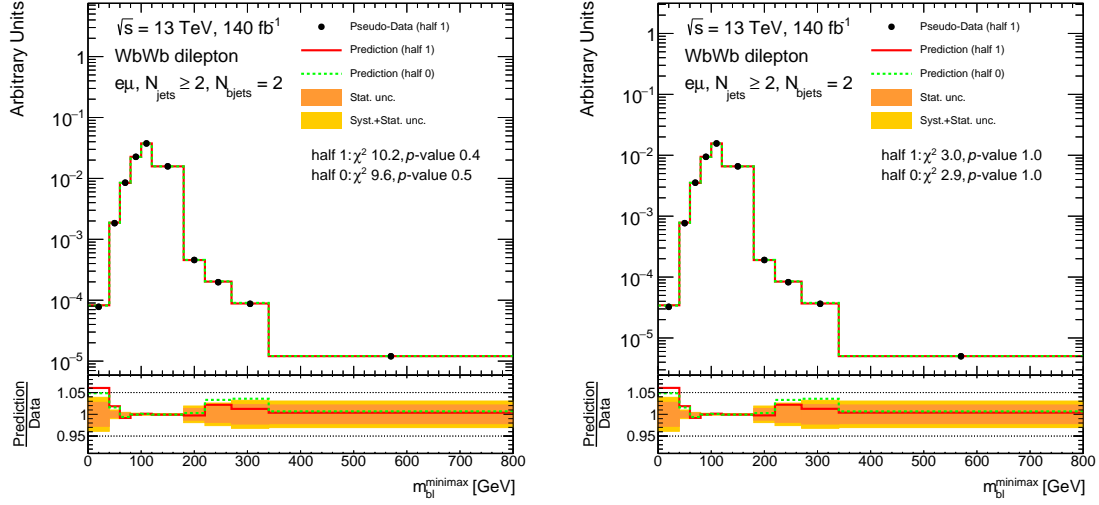 Arbitrary Units
√s = 13 TeV, 140 fb⁻¹
WbWb dilepton
eμ, N_jets ≥ 2, N_bjets = 2
Pseudo-Data (half 1)
Prediction (half 1)
Prediction (half 0)
Stat. unc.
Syst.+Stat. unc.
half 1: χ² 10.2, p-value 0.4
half 0: χ² 9.6, p-value 0.5
1
10⁻¹
10⁻²
10⁻³
10⁻⁴
10⁻⁵
Prediction
Data
1.05
1
0.95
0 100 200 300 400 500 600 700 800
m_bl^minimax [GeV]
Arbitrary Units
√s = 13 TeV, 140 fb⁻¹
WbWb dilepton
eμ, N_jets ≥ 2, N_bjets = 2
Pseudo-Data (half 1)
Prediction (half 1)
Prediction (half 0)
Stat. unc.
Syst.+Stat. unc.
half 1: χ² 3.0, p-value 1.0
half 0: χ² 2.9, p-value 1.0
1
10⁻¹
10⁻²
10⁻³
10⁻⁴
10⁻⁵
Prediction
Data
1.05
1
0.95
0 100 200 300 400 500 600 700 800
m_bl^minimax [GeV]